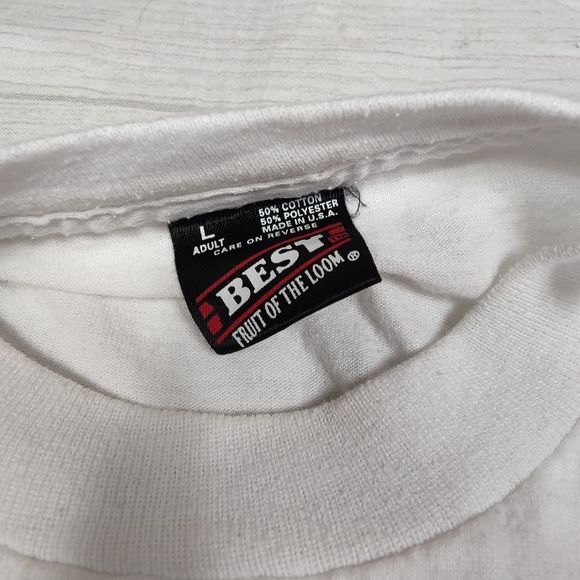 L
ADULT
50% COTTON
50% POLYESTER
MADE IN U.S.A.
CARE ON REVERSE
BEST
FRUIT OF THE LOOM ®